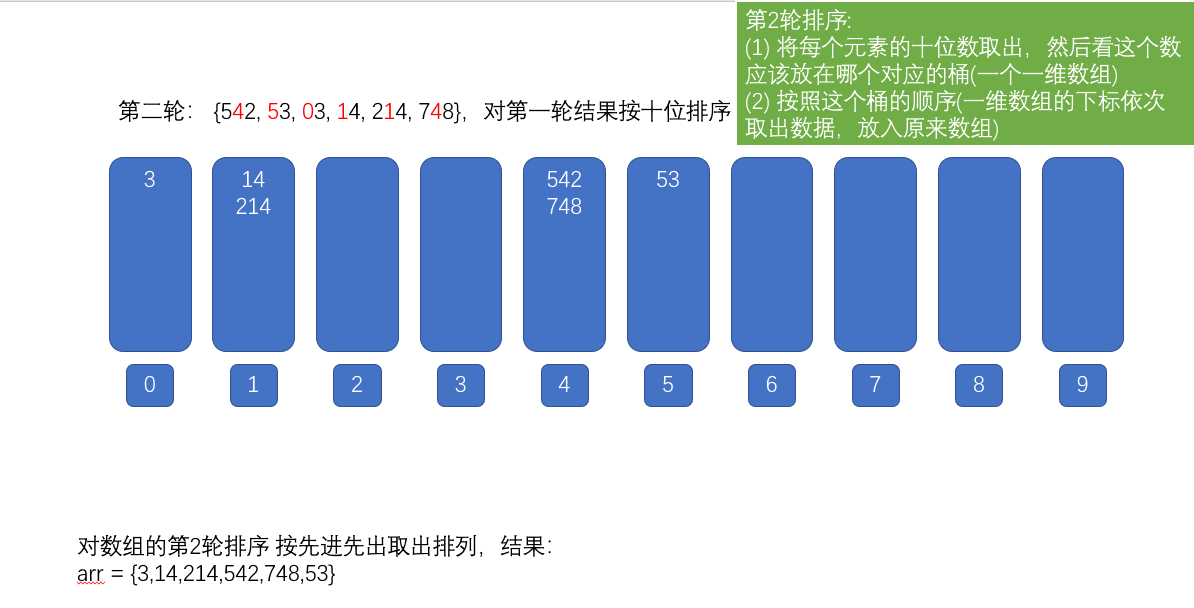 第2轮排序:
(1) 将每个元素的十位数取出，然后看这个数
应该放在哪个对应的桶(一个一维数组)
(2) 按照这个桶的顺序(一维数组的下标依次
取出数据，放入原来数组)
第二轮： {542, 53, 03, 14, 214, 748}，对第一轮结果按十位排序
3
14
214
542
748
53
0 1 2 3 4 5 6 7 8 9
对数组的第2轮排序 按先进先出取出排列，结果：
arr = {3,14,214,542,748,53}